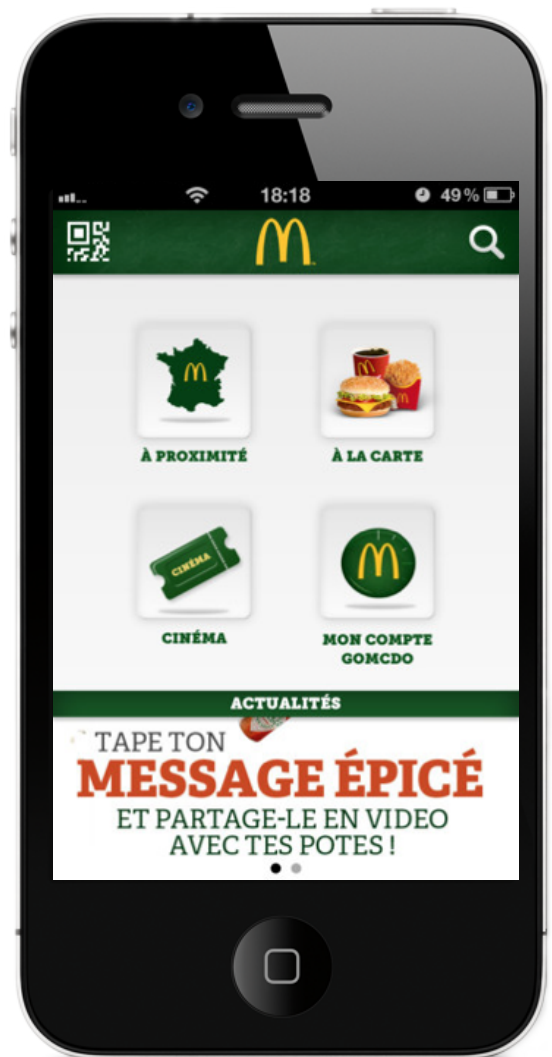 18:18
49 %
À PROXIMITÉ
À LA CARTE
CINÉMA
CINÉMA
MON COMPTE
GOMCDO
ACTUALITÉS
TAPE TON
MESSAGE ÉPICÉ
ET PARTAGE-LE EN VIDEO
AVEC TES POTES !